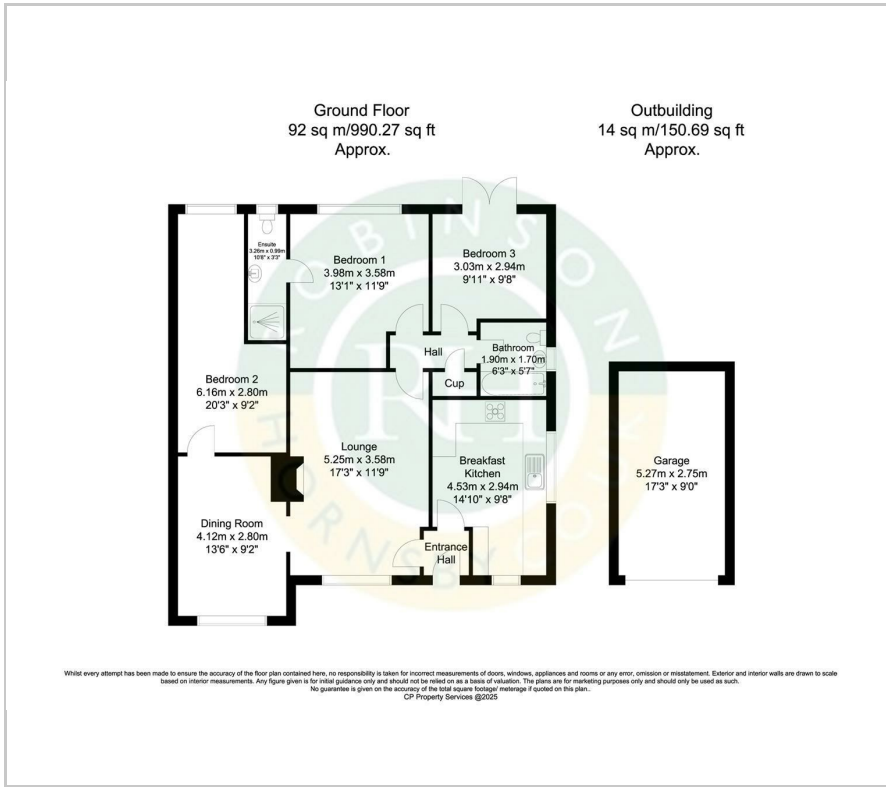 Ground Floor
92 sq m/990.27 sq ft
Approx.
Outbuilding
14 sq m/150.69 sq ft
Approx.
Ensuite
3.26m x 0.99m
10'8" x 3'3"
Bedroom 1
3.98m x 3.58m
13'1" x 11'9"
Bedroom 3
3.03m x 2.94m
9'11" x 9'8"
Hall
Bathroom
1.90m x 1.70m
6'3" x 5'7"
Cup
Bedroom 2
6.16m x 2.80m
20'3" x 9'2"
Lounge
5.25m x 3.58m
17'3" x 11'9"
Breakfast
Kitchen
4.53m x 2.94m
14'10" x 9'8"
Garage
5.27m x 2.75m
17'3" x 9'0"
Dining Room
4.12m x 2.80m
13'6" x 9'2"
Entrance
Hall
ROBINSON
RH
HORNSBY
Whilst every attempt has been made to ensure the accuracy of the floor plan contained here, no responsibility is taken for incorrect measurements of doors, windows, appliances and rooms or any error, omission or misstatement. Exterior and interior walls are drawn to scale
based on interior measurements. Any figure given is for initial guidance only and should not be relied on as a basis of valuation. The plans are for marketing purposes only and should only be used as such.
No guarantee is given on the accuracy of the total square footage/ meterage if quoted on this plan..
CP Property Services @2025